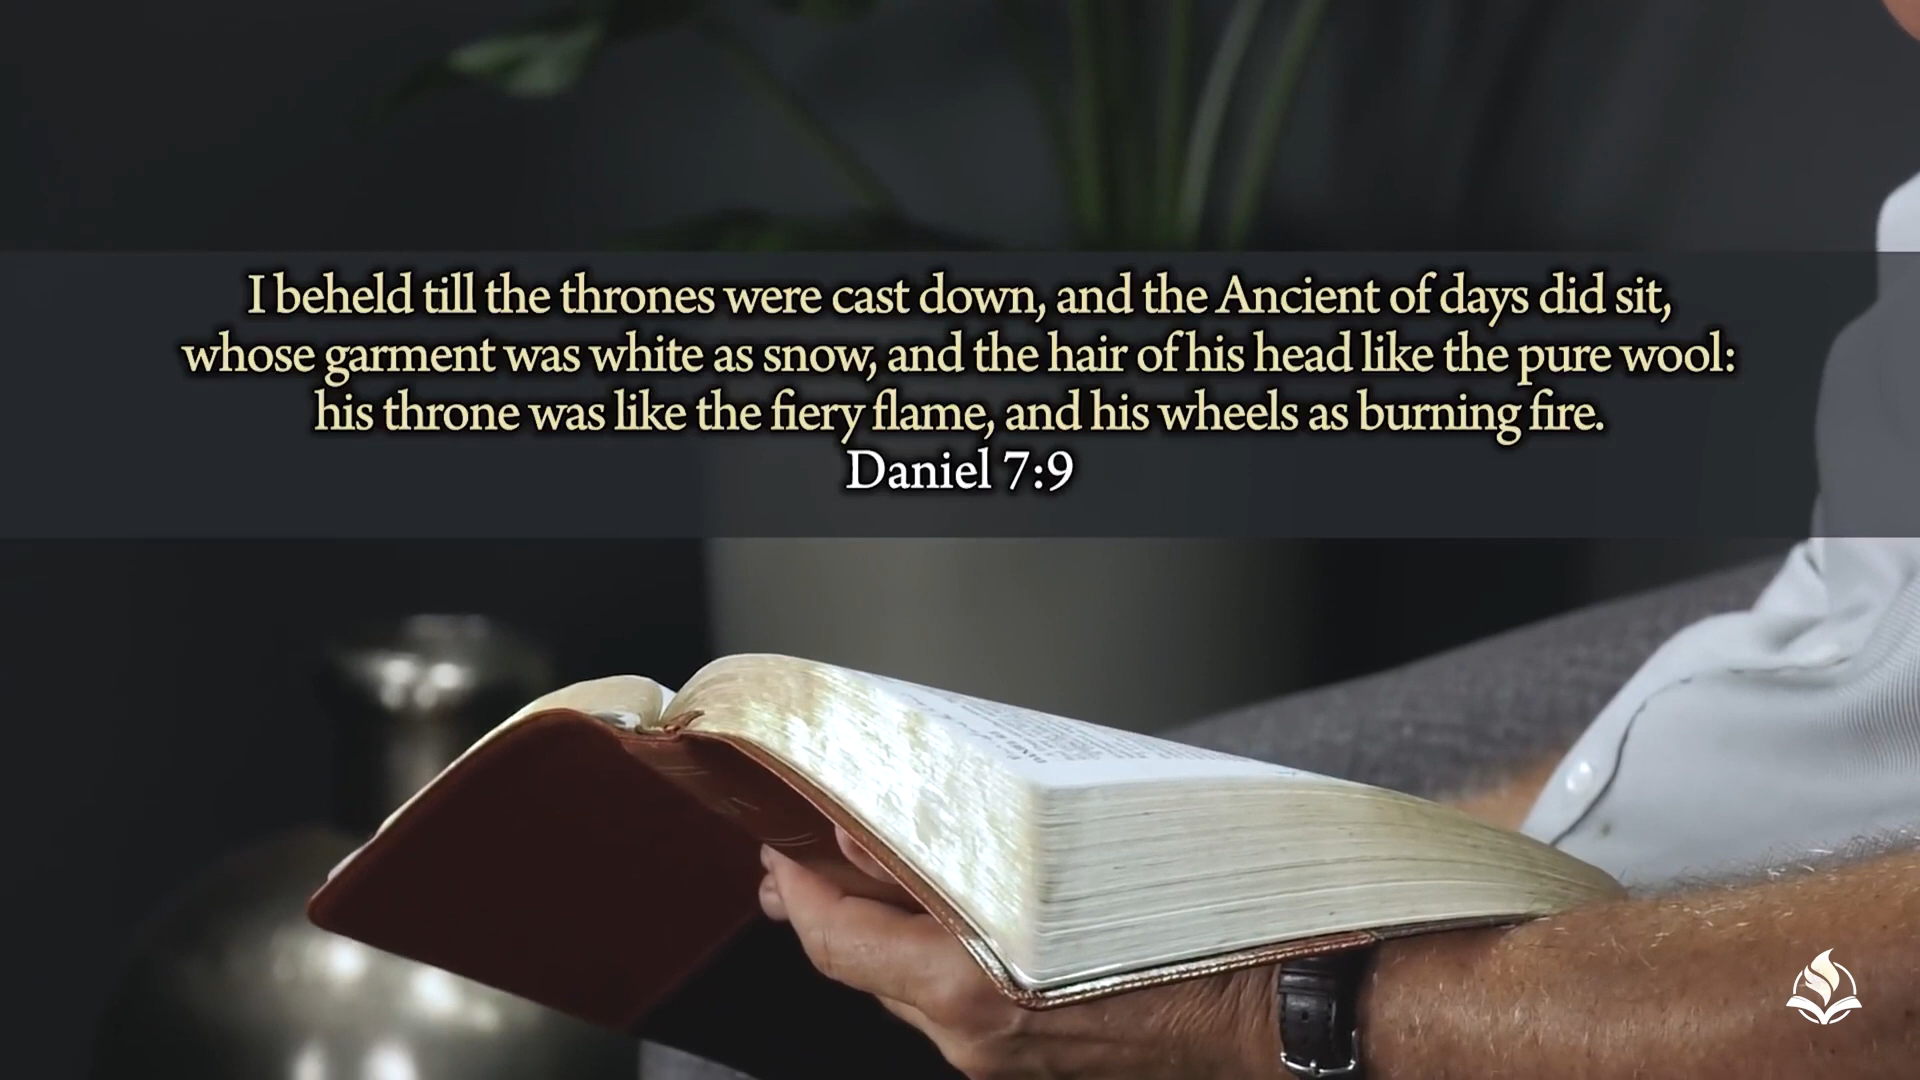 I beheld till the thrones were cast down, and the Ancient of days did sit,
whose garment was white as snow, and the hair of his head like the pure wool:
his throne was like the fiery flame, and his wheels as burning fire.
Daniel 7:9